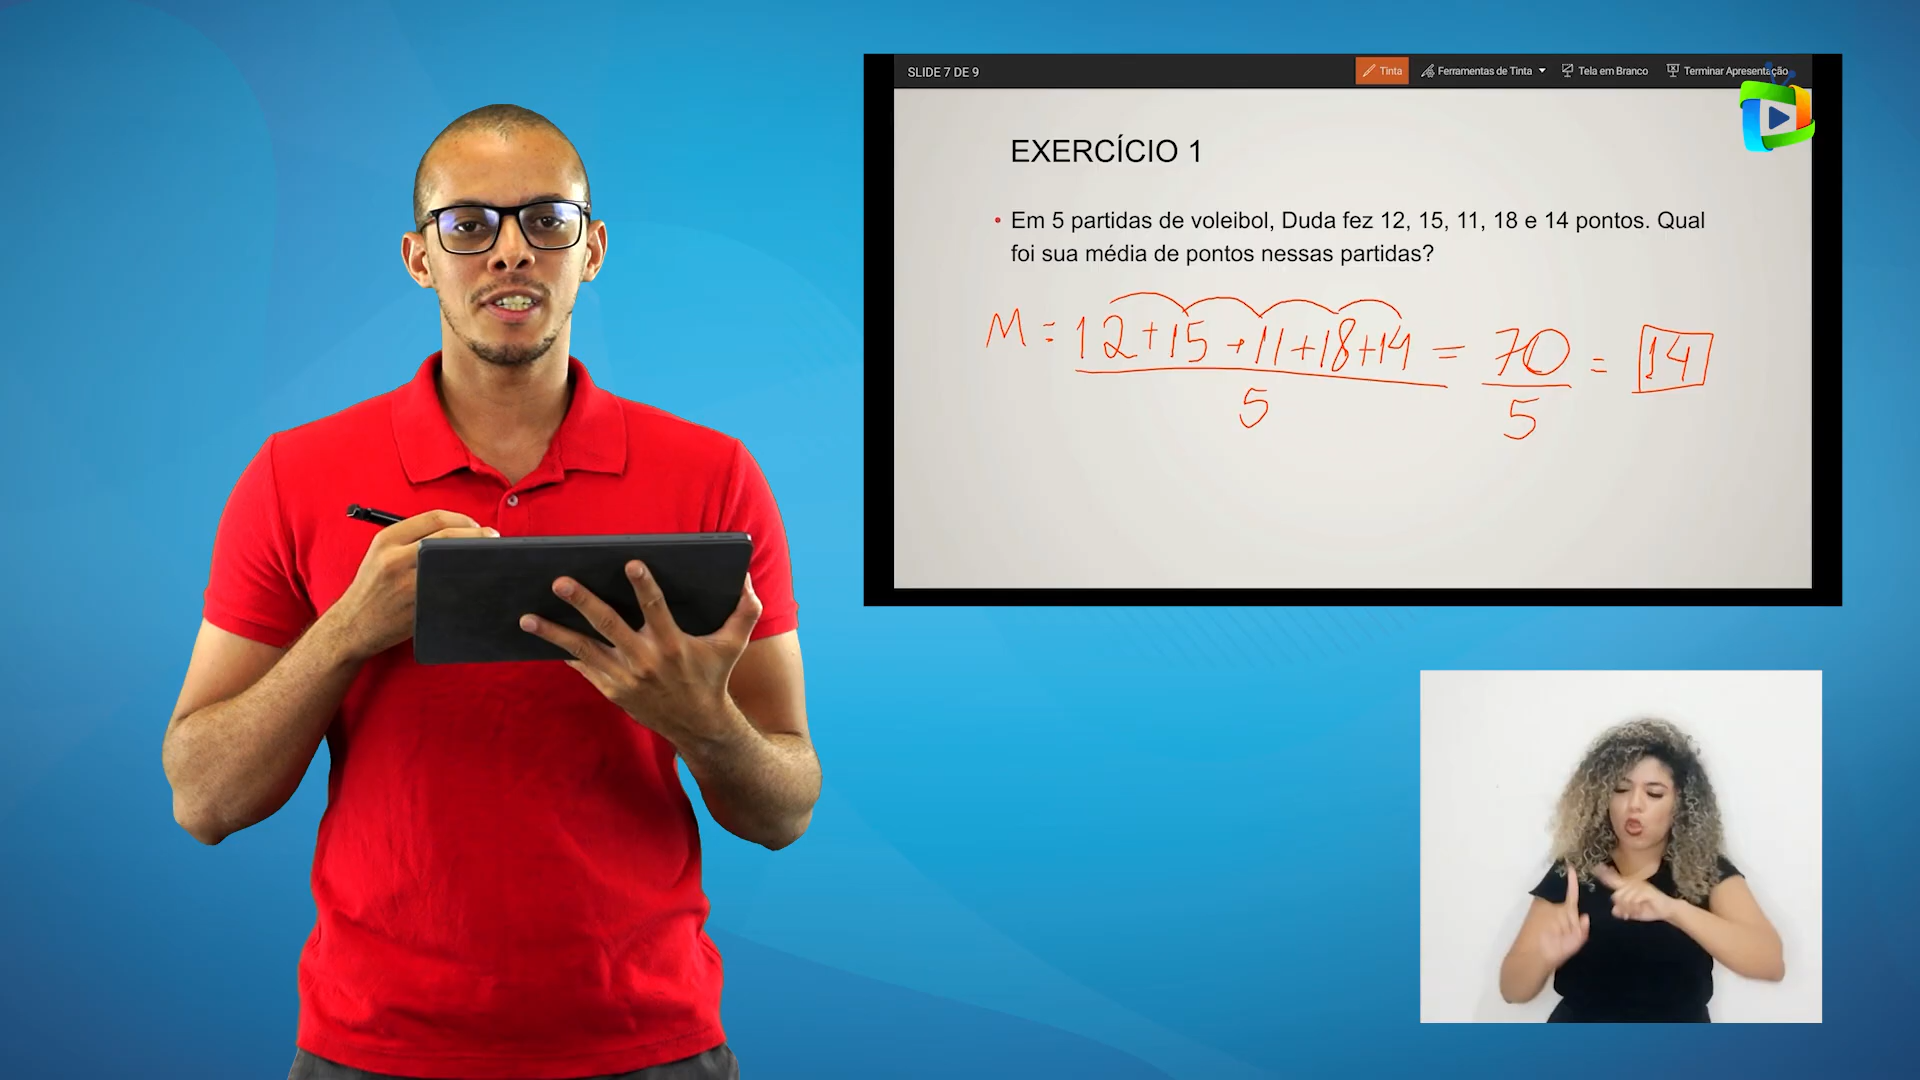 SLIDE 7 DE 9
Tinta
Ferramentas de Tinta
Tela em Branco
Terminar Apresentação
EXERCÍCIO 1
• Em 5 partidas de voleibol, Duda fez 12, 15, 11, 18 e 14 pontos. Qual
foi sua média de pontos nessas partidas?
M = 12+15+11+18+14 = 70 = 14
5 5